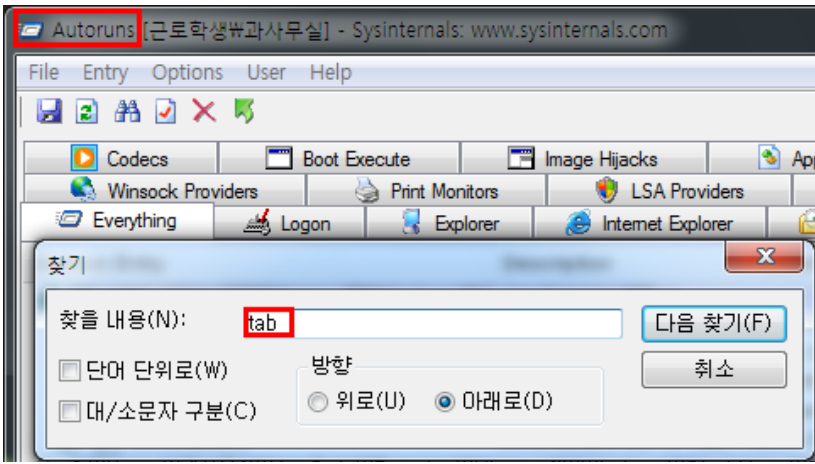 Autoruns [근로학생₩과사무실] - Sysinternals: www.sysinternals.com
File Entry Options User Help
Codecs Boot Execute Image Hijacks
Winsock Providers Print Monitors LSA Providers
Everything Logon Explorer Internet Explorer
찾기
찾을 내용(N): tab 다음 찾기(F)
단어 단위로(W) 방향 취소
대/소문자 구분(C) 위로(U) 아래로(D)